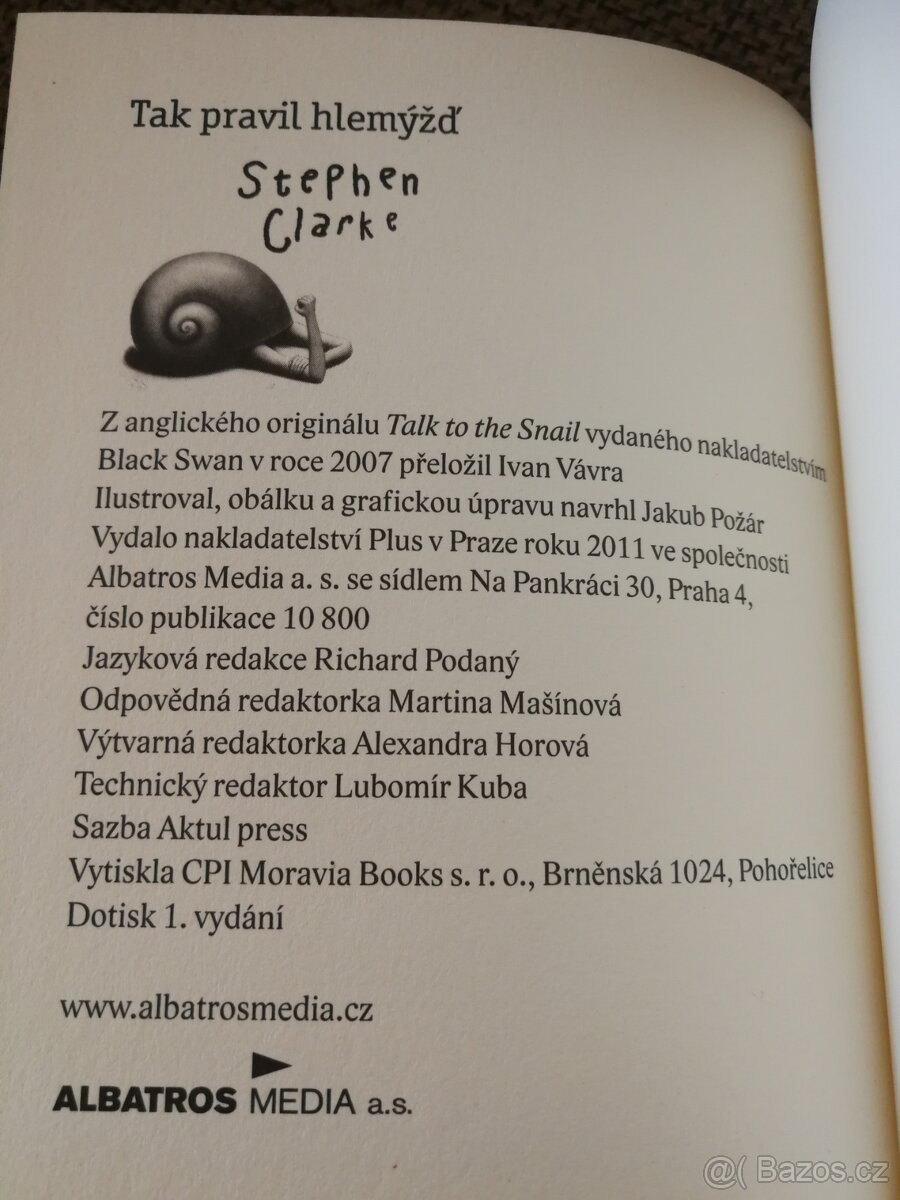 Tak pravil hlemýžď
Stephen
Clarke
Z anglického originálu Talk to the Snail vydaného nakladatelstvím
Black Swan v roce 2007 přeložil Ivan Vávra
Ilustroval, obálku a grafickou úpravu navrhl Jakub Požár
Vydalo nakladatelství Plus v Praze roku 2011 ve společnosti
Albatros Media a. s. se sídlem Na Pankráci 30, Praha 4,
číslo publikace 10 800
Jazyková redakce Richard Podaný
Odpovědná redaktorka Martina Mašínová
Výtvarná redaktorka Alexandra Horová
Technický redaktor Lubomír Kuba
Sazba Aktul press
Vytiskla CPI Moravia Books s. r. o., Brněnská 1024, Pohořelice
Dotisk 1. vydání
www.albatrosmedia.cz
ALBATROS MEDIA a.s.
@( Bazos.cz